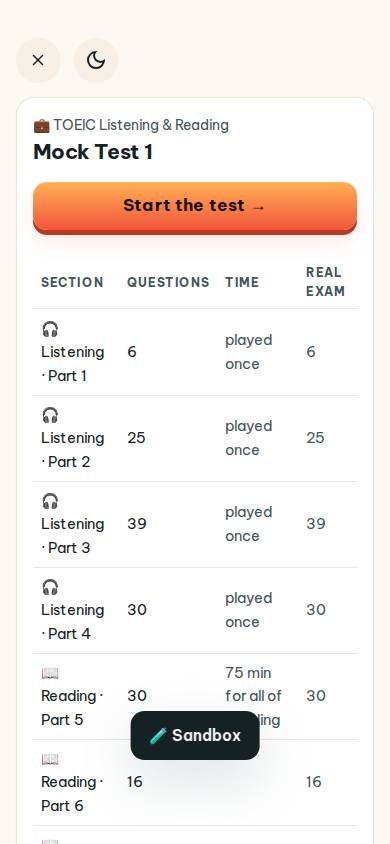 TOEIC Listening & Reading
Mock Test 1
Start the test →
SECTION QUESTIONS TIME REAL EXAM
Listening · Part 1 6 played once 6
Listening · Part 2 25 played once 25
Listening · Part 3 39 played once 39
Listening · Part 4 30 played once 30
Reading · Part 5 30 75 min for all of 30
Sandbox
Reading · Part 6 16 16